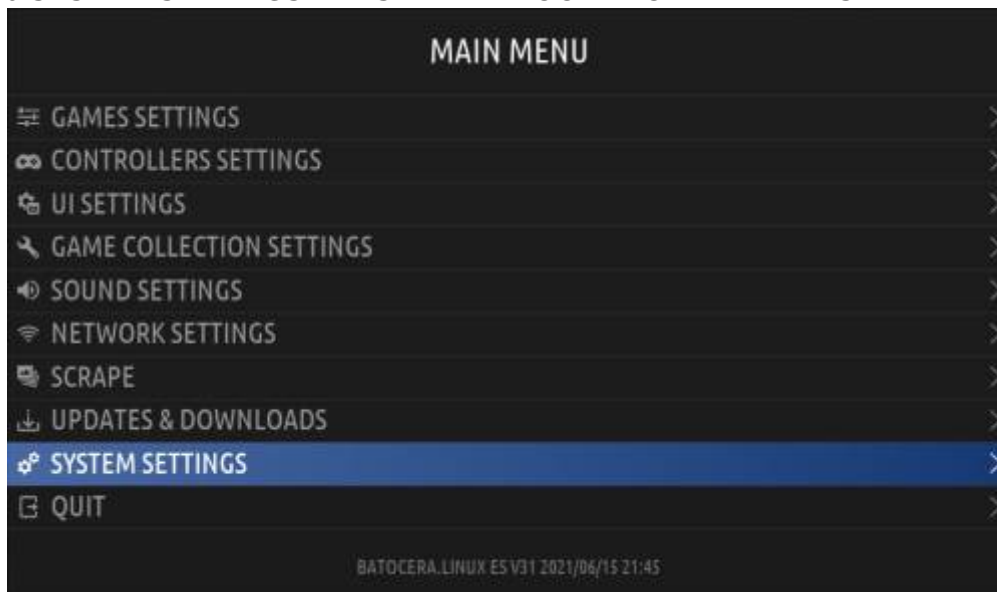 MAIN MENU
GAMES SETTINGS
CONTROLLERS SETTINGS
UI SETTINGS
GAME COLLECTION SETTINGS
SOUND SETTINGS
NETWORK SETTINGS
SCRAPE
UPDATES & DOWNLOADS
SYSTEM SETTINGS
QUIT
BATOCERA.LINUX ES V31 2021/06/15 21:45